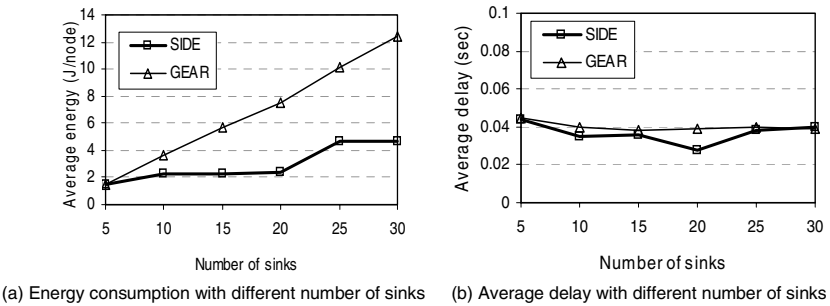 Average energy (J/node)
14
12
10
8
6
4
2
0
SIDE
GEAR
5 10 15 20 25 30
Number of sinks
(a) Energy consumption with different number of sinks
Average delay (sec)
0.1
0.08
0.06
0.04
0.02
0
SIDE
GEAR
5 10 15 20 25 30
Number of sinks
(b) Average delay with different number of sinks